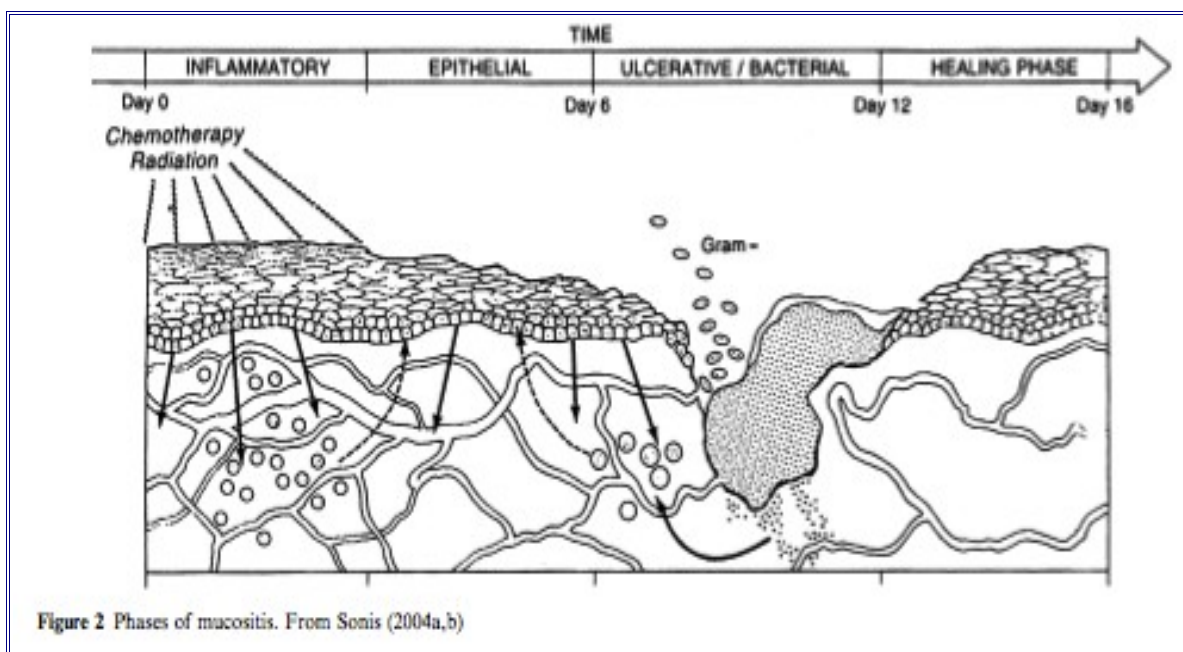 TIME
INFLAMMATORY EPITHELIAL ULCERATIVE / BACTERIAL HEALING PHASE
Day 0 Day 6 Day 12 Day 16
Chemotherapy
Radiation
Gram –
Figure 2 Phases of mucositis. From Sonis (2004a,b)